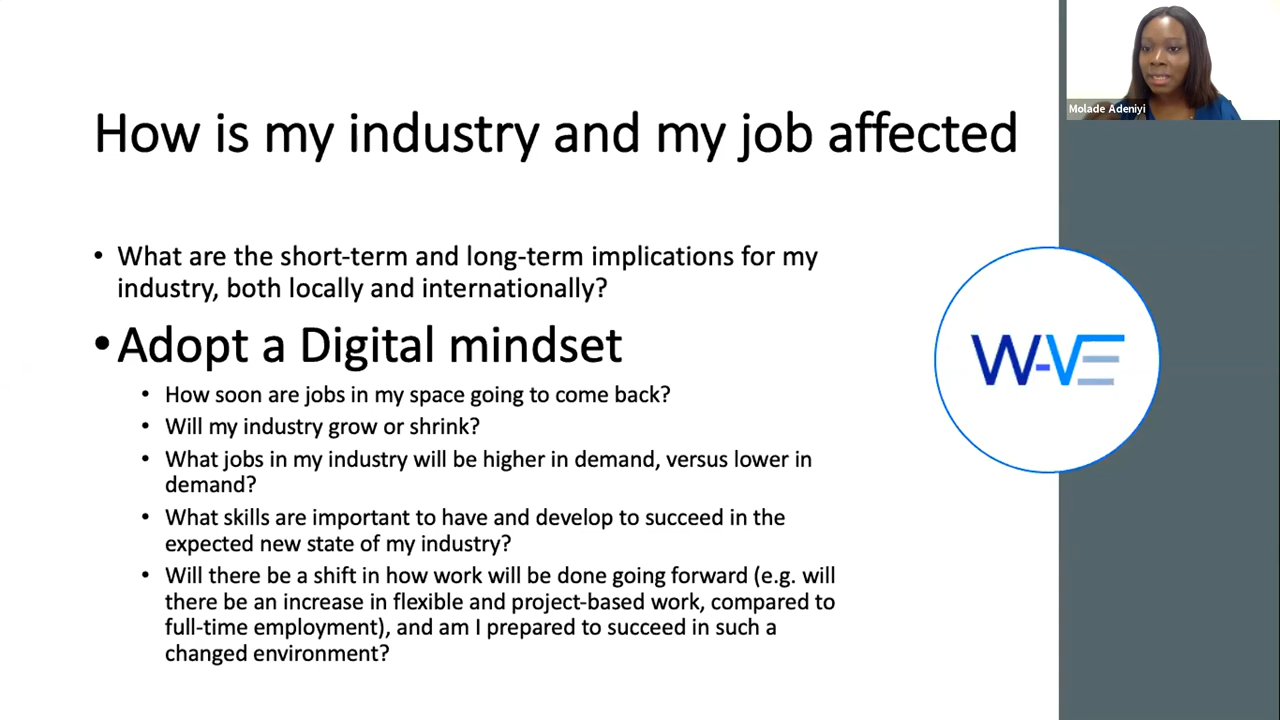 Molade Adeniyi
How is my industry and my job affected
• What are the short-term and long-term implications for my
industry, both locally and internationally?
• Adopt a Digital mindset
• How soon are jobs in my space going to come back?
• Will my industry grow or shrink?
• What jobs in my industry will be higher in demand, versus lower in
demand?
• What skills are important to have and develop to succeed in the
expected new state of my industry?
• Will there be a shift in how work will be done going forward (e.g. will
there be an increase in flexible and project-based work, compared to
full-time employment), and am I prepared to succeed in such a
changed environment?
W-VE